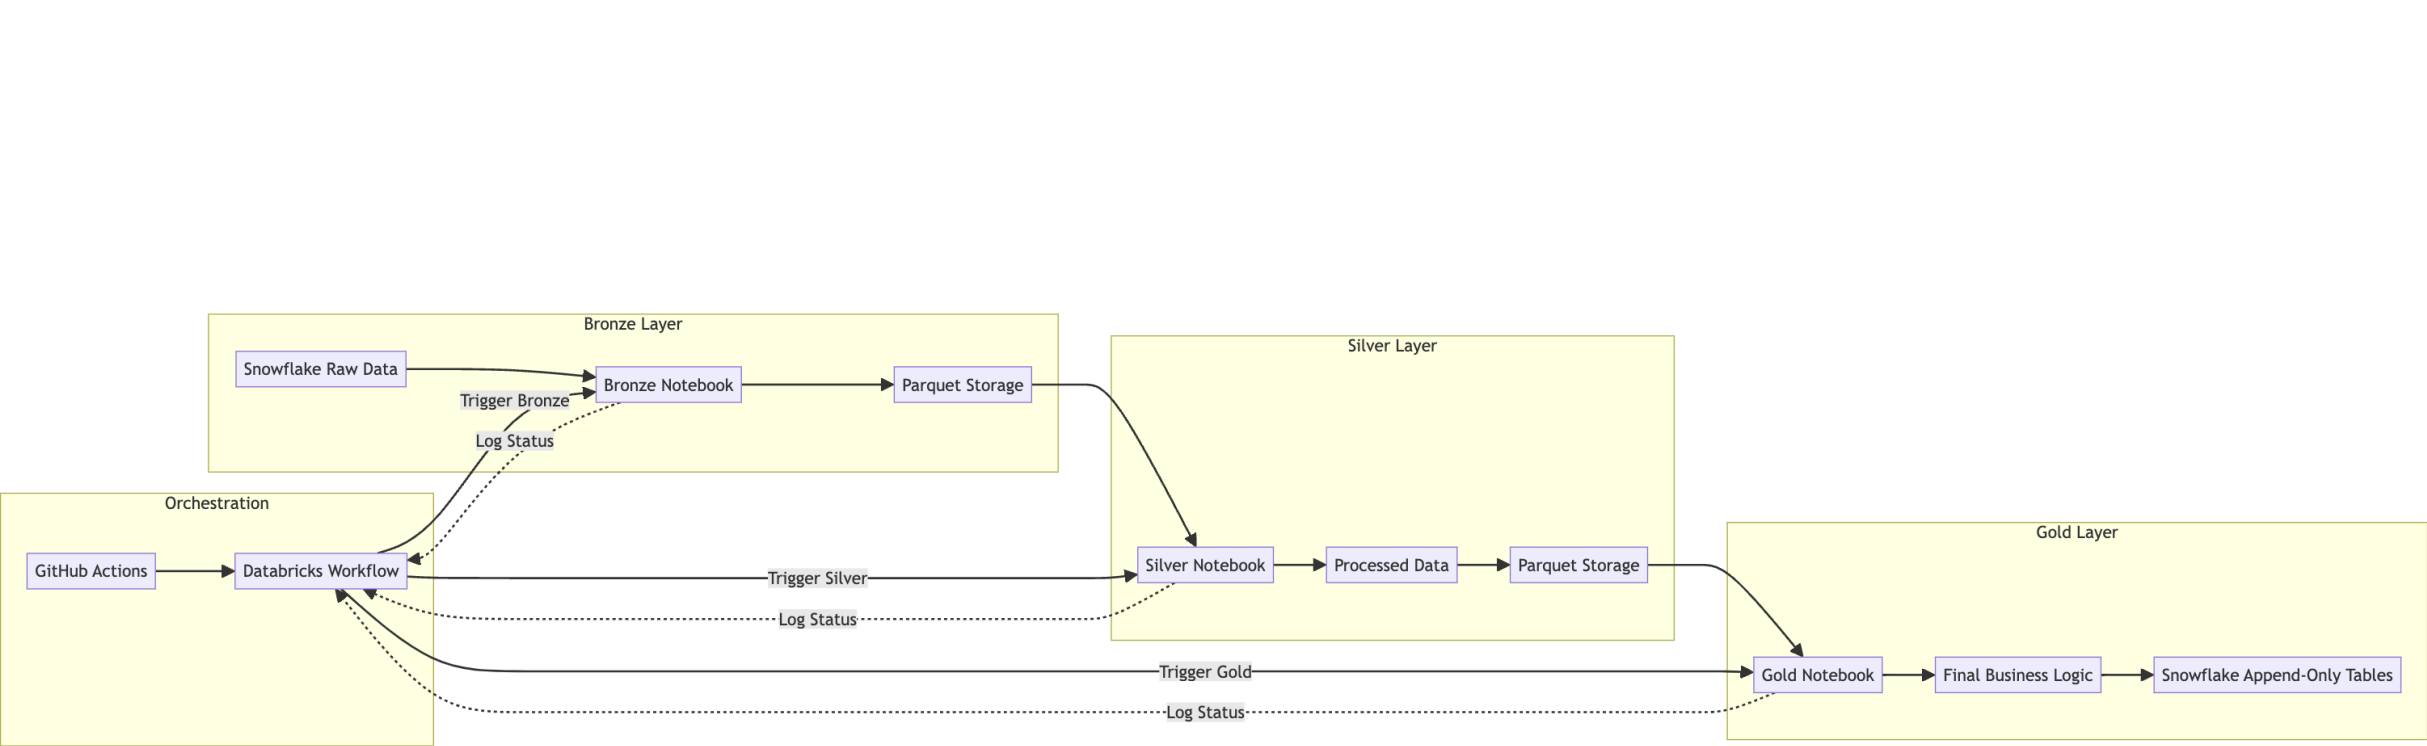 Bronze Layer
Snowflake Raw Data
Bronze Notebook
Parquet Storage
Trigger Bronze
Log Status
Silver Layer
Silver Notebook
Processed Data
Parquet Storage
Orchestration
GitHub Actions
Databricks Workflow
Trigger Silver
Log Status
Gold Layer
Trigger Gold
Gold Notebook
Final Business Logic
Snowflake Append-Only Tables
Log Status